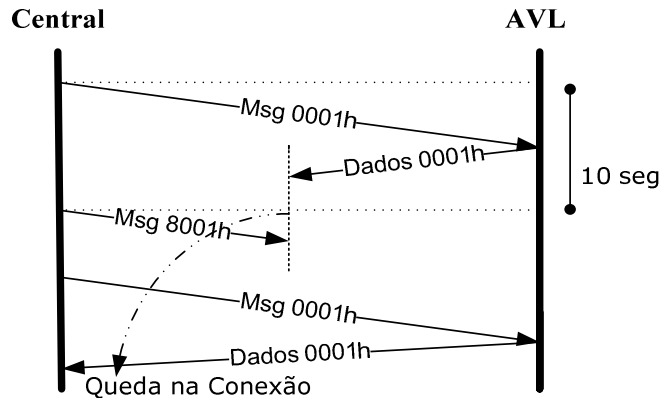 Central
AVL
Msg 0001h
Dados 0001h
10 seg
Msg 8001h
Msg 0001h
Dados 0001h
Queda na Conexão